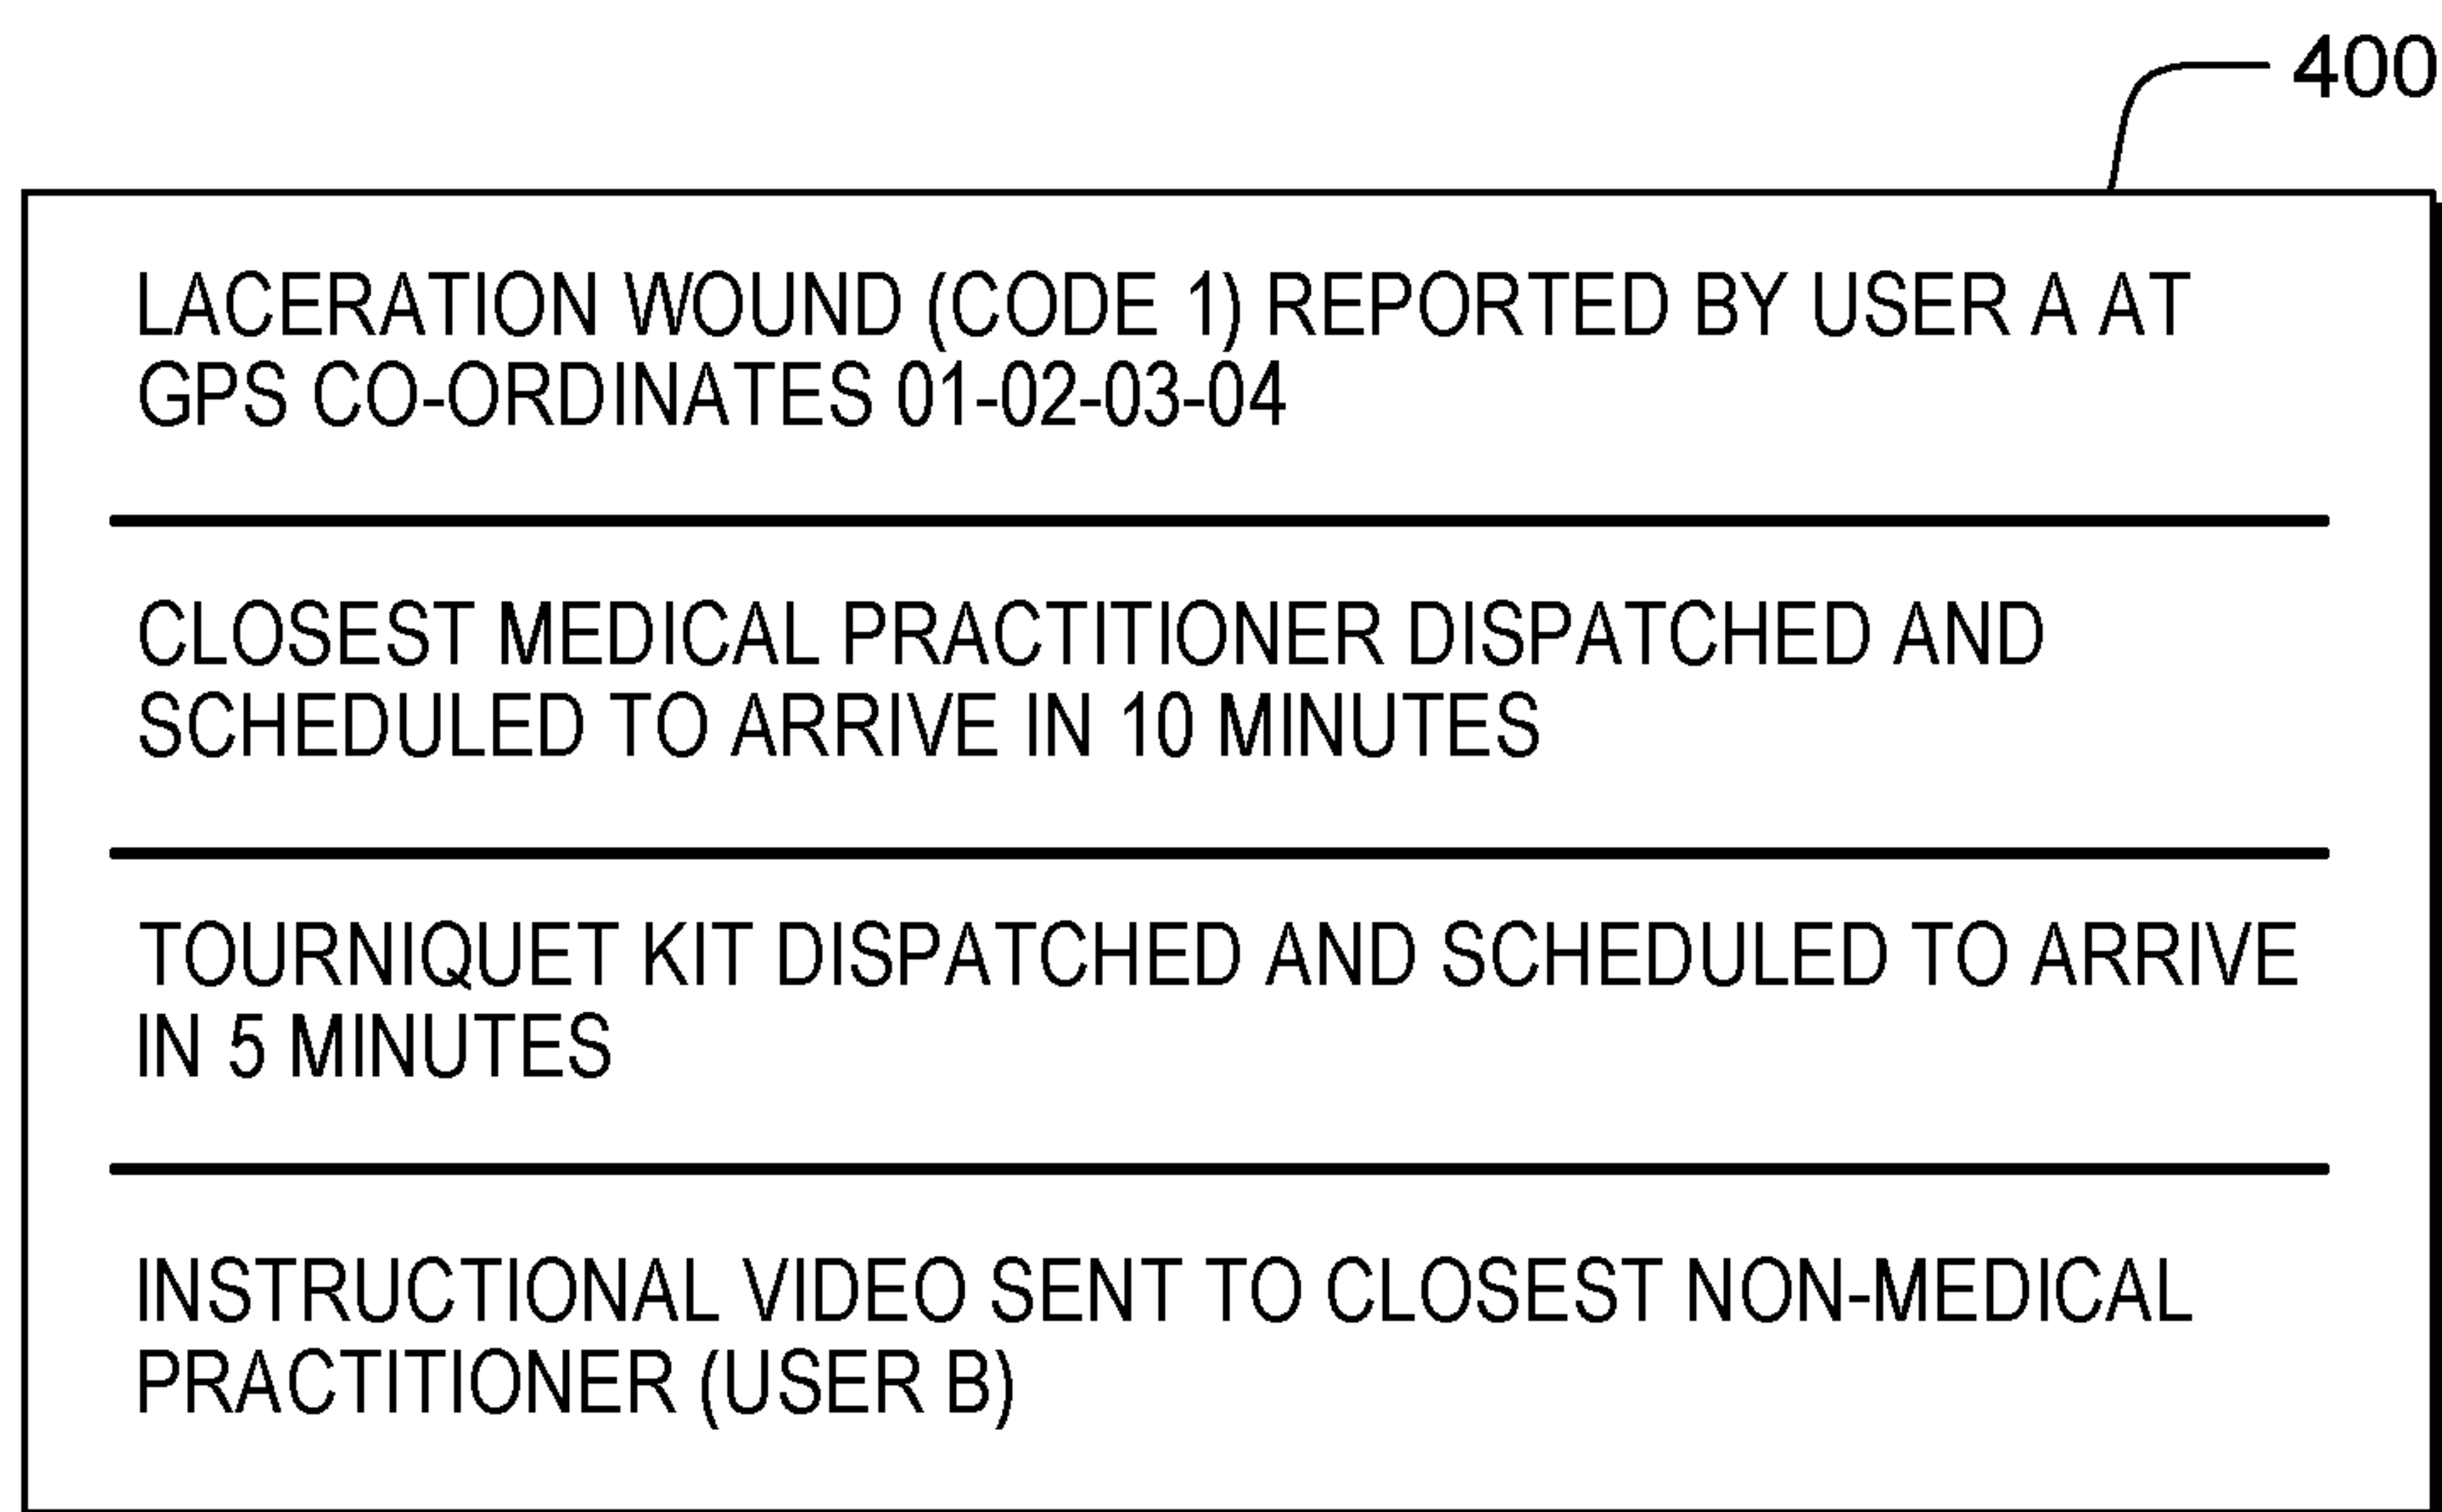 400
LACERATION WOUND (CODE 1) REPORTED BY USER A AT
GPS CO-ORDINATES 01-02-03-04
CLOSEST MEDICAL PRACTITIONER DISPATCHED AND
SCHEDULED TO ARRIVE IN 10 MINUTES
TOURNIQUET KIT DISPATCHED AND SCHEDULED TO ARRIVE
IN 5 MINUTES
INSTRUCTIONAL VIDEO SENT TO CLOSEST NON-MEDICAL
PRACTITIONER (USER B)